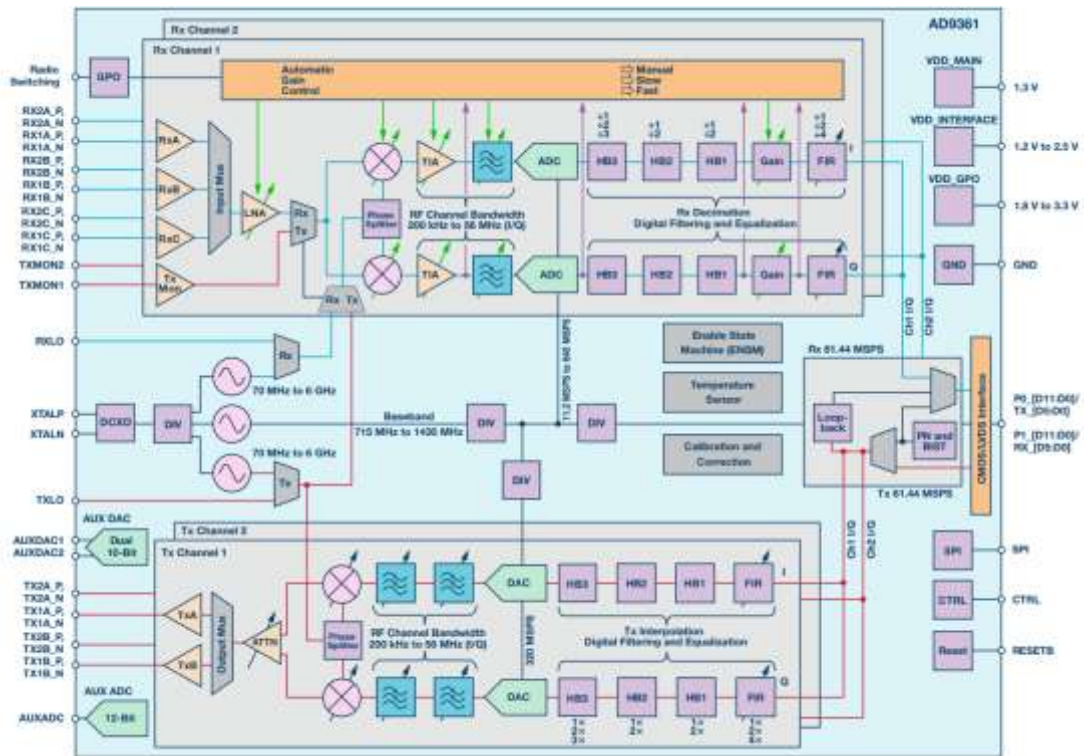 AD9361
Rx Channel 2
Rx Channel 1
Radio
Switching
GPO
Automatic
Gain
Control
Manual
Slow
Fast
VDD_MAIN
1.3 V
VDD_INTERFACE
1.2 V to 2.5 V
VDD_GPO
1.8 V to 3.3 V
GND
GND
RX2A_P,
RX2A_N
RX1A_P,
RX1A_N
RX2B_P,
RX2B_N
RX1B_P,
RX1B_N
RX2C_P,
RX2C_N
RX1C_P,
RX1C_N
TXMON2
TXMON1
RxA
RxB
RxC
Tx
Mon
Input Mux
LNA
Rx
Tx
Phase
Splitter
TIA
ADC
HB3
HB2
HB1
Gain
FIR
I
RF Channel Bandwidth
200 kHz to 56 MHz (I/Q)
Rx Decimation
Digital Filtering and Equalization
TIA
ADC
HB3
HB2
HB1
Gain
FIR
Q
Rx Tx
Ch1 I/Q
Ch2 I/Q
RXLO
Rx
70 MHz to 6 GHz
11.2 MSPS to 640 MSPS
Enable State
Machine (ENSM)
Temperature
Sensor
Calibration and
Correction
Rx 61.44 MSPS
Loop-
back
PN and
BIST
Tx 61.44 MSPS
CMOS/LVDS Interface
P0_[D11:D0]/
TX_[D5:D0]
P1_[D11:D0]/
RX_[D5:D0]
XTALP
XTALN
DCXO
DIV
Baseband
715 MHz to 1430 MHz
DIV
DIV
DIV
70 MHz to 6 GHz
Tx
TXLO
AUX DAC
AUXDAC1
AUXDAC2
Dual
10-Bit
Tx Channel 2
Tx Channel 1
Ch1 I/Q
Ch2 I/Q
SPI
SPI
CTRL
CTRL
Reset
RESETB
TX2A_P,
TX2A_N
TX1A_P,
TX1A_N
TX2B_P,
TX2B_N
TX1B_P,
TX1B_N
TxA
TxB
Output Mux
ATTN
Phase
Splitter
DAC
HB3
HB2
HB1
FIR
I
RF Channel Bandwidth
200 kHz to 56 MHz (I/Q)
320 MSPS
Tx Interpolation
Digital Filtering and Equalisation
DAC
HB3
HB2
HB1
FIR
Q
AUX ADC
AUXADC
12-Bit